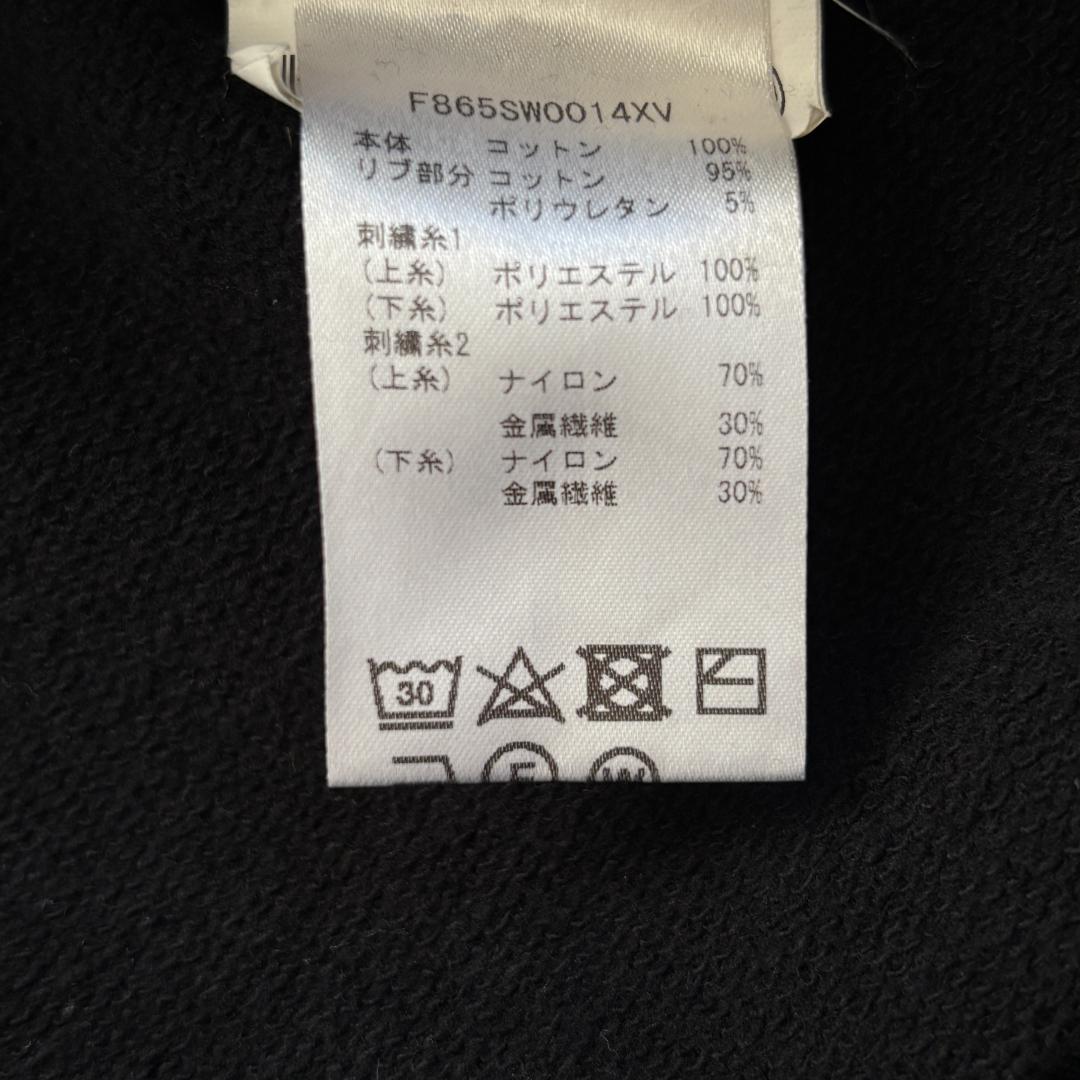 F865SW0014XV
本体 コットン 100%
リブ部分 コットン 95%
ポリウレタン 5%
刺繍糸1
(上糸) ポリエステル 100%
(下糸) ポリエステル 100%
刺繍糸2
(上糸) ナイロン 70%
金属繊維 30%
(下糸) ナイロン 70%
金属繊維 30%
30